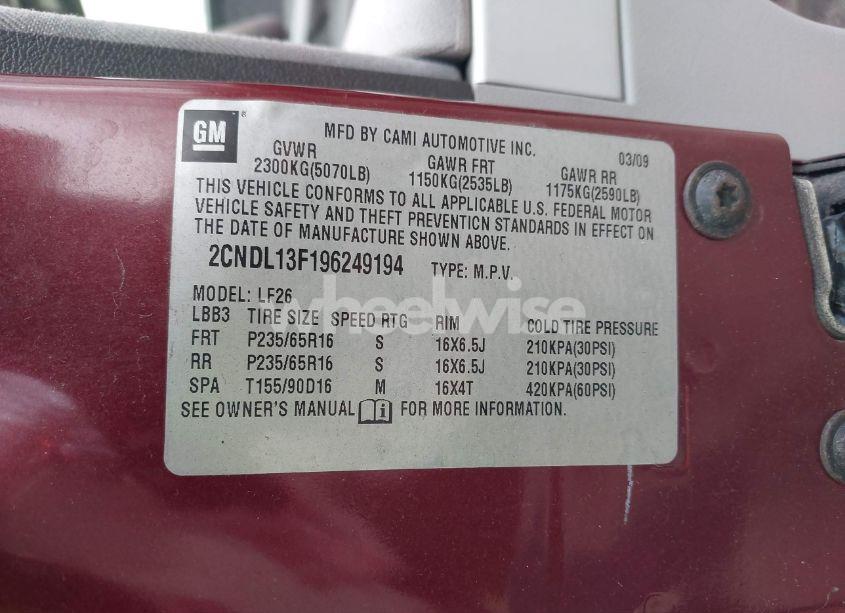 GM ®
MFD BY CAMI AUTOMOTIVE INC.
03/09
GVWR GAWR FRT GAWR RR
2300KG(5070LB) 1150KG(2535LB) 1175KG(2590LB)
THIS VEHICLE CONFORMS TO ALL APPLICABLE U.S. FEDERAL MOTOR
VEHICLE SAFETY AND THEFT PREVENTION STANDARDS IN EFFECT ON
THE DATE OF MANUFACTURE SHOWN ABOVE.
2CNDL13F196249194 TYPE: M.P.V.
MODEL: LF26
wheelwise
LBB3 TIRE SIZE SPEED RTG RIM COLD TIRE PRESSURE
FRT P235/65R16 S 16X6.5J 210KPA(30PSI)
RR P235/65R16 S 16X6.5J 210KPA(30PSI)
SPA T155/90D16 M 16X4T 420KPA(60PSI)
SEE OWNER'S MANUAL i FOR MORE INFORMATION.